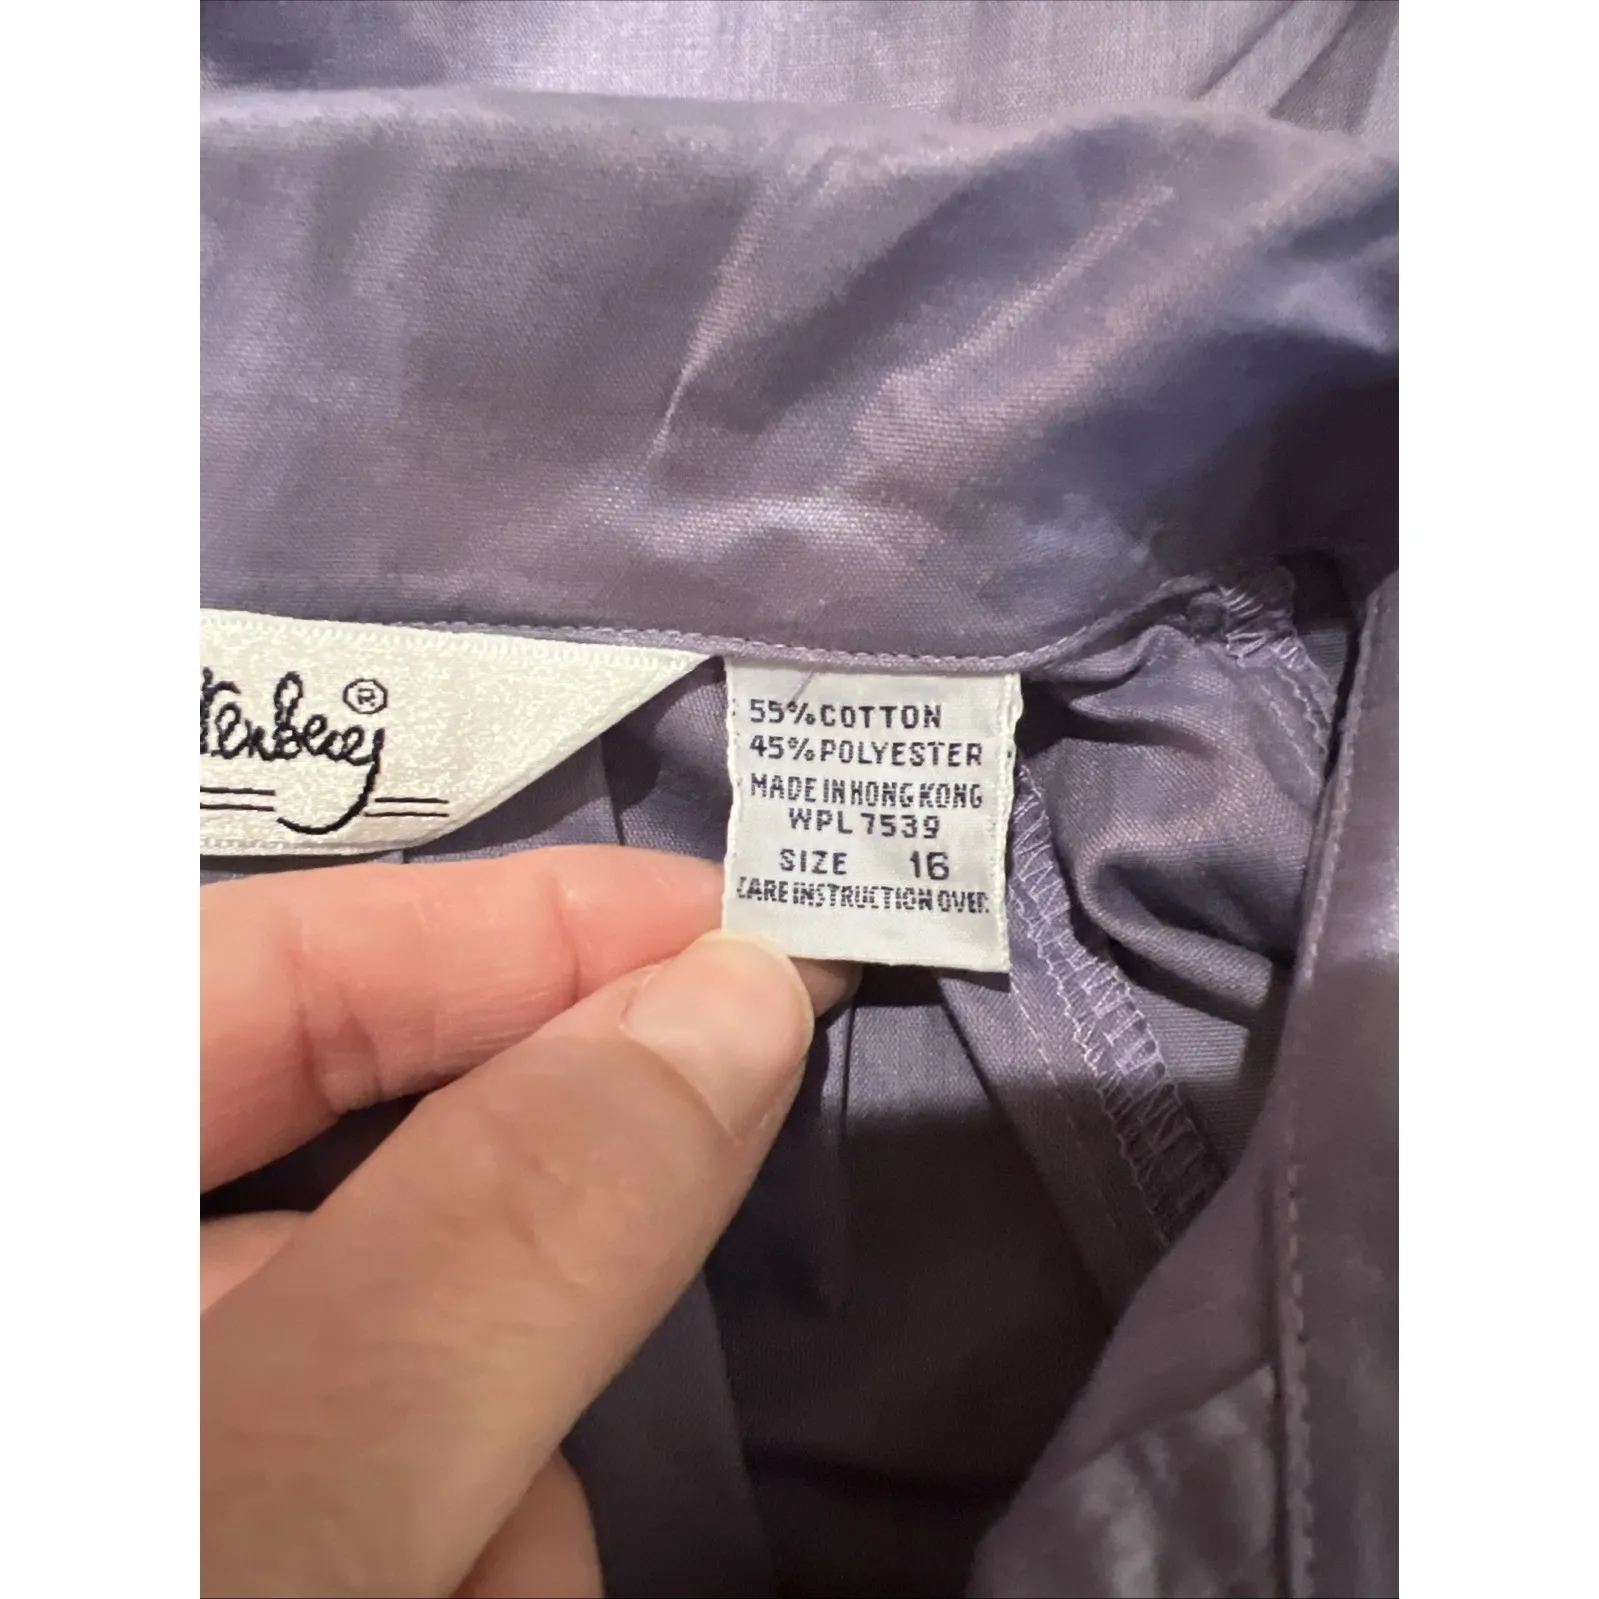 ®
55% COTTON
45% POLYESTER
MADE IN HONG KONG
WPL 7539
SIZE 16
CARE INSTRUCTION OVER